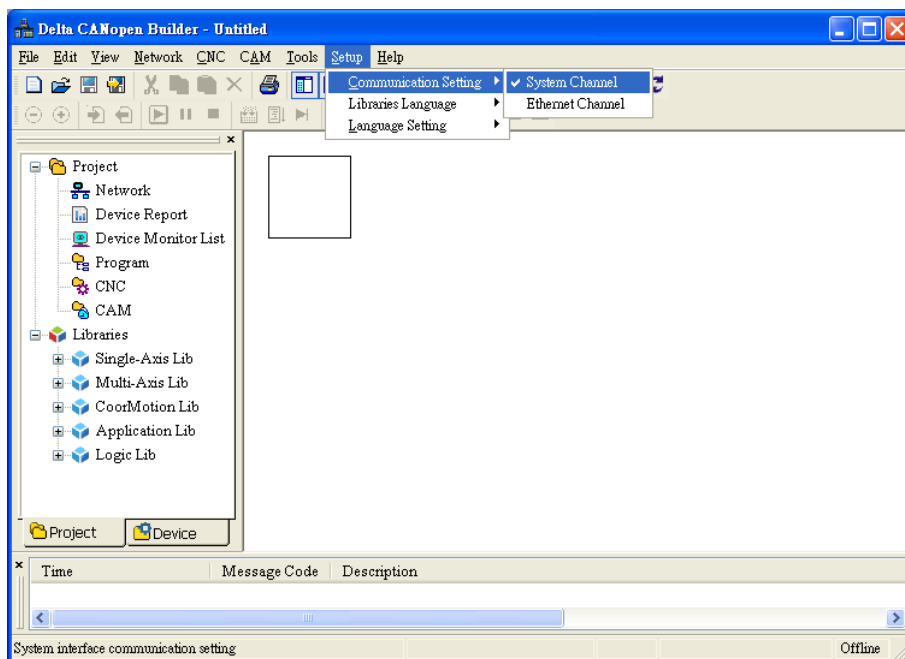 Delta CANopen Builder - Untitled
File Edit View Network CNC CAM Tools Setup Help
Communication Setting
System Channel
Libraries Language
Ethernet Channel
Language Setting
Project
Network
Device Report
Device Monitor List
Program
CNC
CAM
Libraries
Single-Axis Lib
Multi-Axis Lib
CoorMotion Lib
Application Lib
Logic Lib
Project Device
Time Message Code Description
System interface communication setting Offline